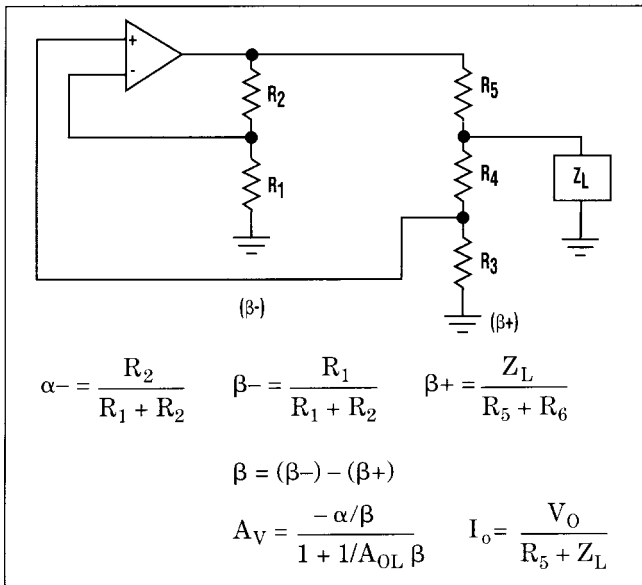 +
-
R2
R5
R4
ZL
R1
R3
(β-)
(β+)
α- = R2 / (R1 + R2)
β- = R1 / (R1 + R2)
β+ = ZL / (R5 + R6)
β = (β-) - (β+)
AV = (- α/β) / (1 + 1/AOL β)
Io = VO / (R5 + ZL)